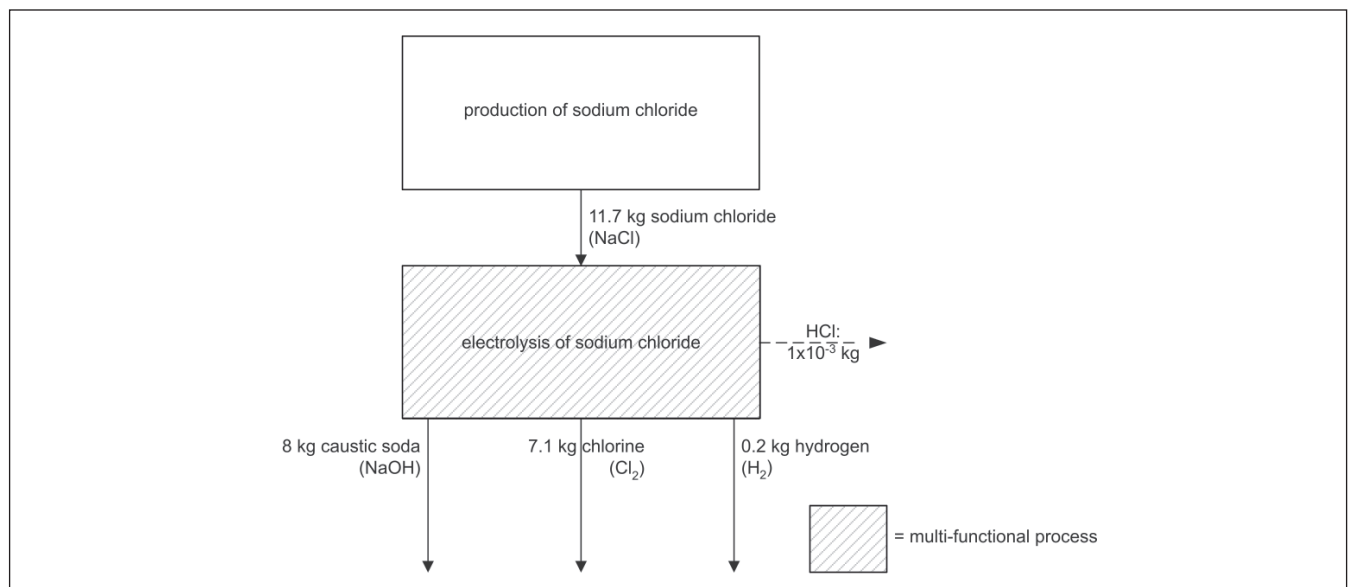 production of sodium chloride
11.7 kg sodium chloride
(NaCl)
electrolysis of sodium chloride
HCl:
1x10⁻³ kg
8 kg caustic soda
(NaOH)
7.1 kg chlorine
(Cl₂)
0.2 kg hydrogen
(H₂)
= multi-functional process